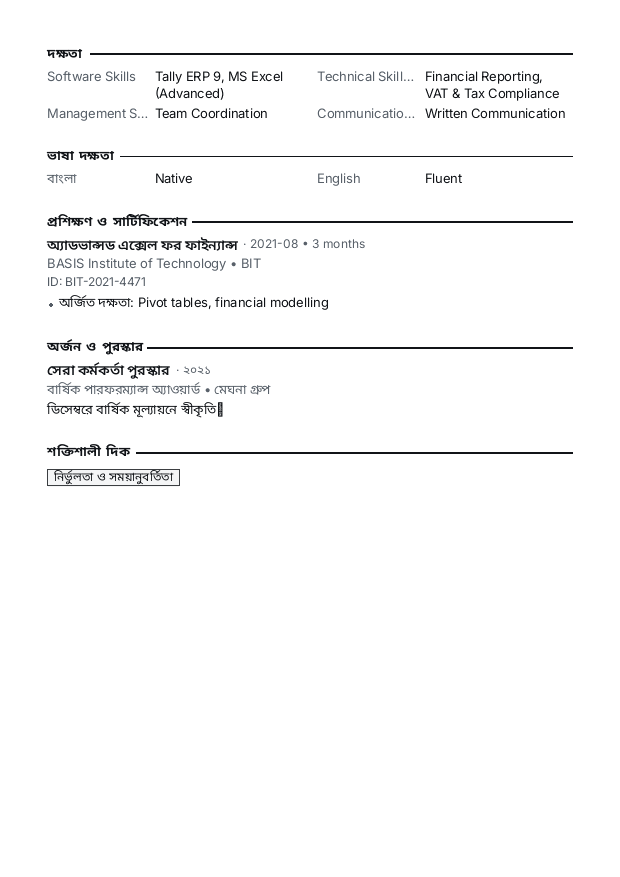 দক্ষতা
Software Skills Tally ERP 9, MS Excel (Advanced)
Technical Skill... Financial Reporting, VAT & Tax Compliance
Management S... Team Coordination
Communicatio... Written Communication
ভাষা দক্ষতা
বাংলা Native English Fluent
প্রশিক্ষণ ও সার্টিফিকেশন
অ্যাডভান্সড এক্সেল ফর ফাইন্যান্স · 2021-08 • 3 months
BASIS Institute of Technology • BIT
ID: BIT-2021-4471
• অর্জিত দক্ষতা: Pivot tables, financial modelling
অর্জন ও পুরস্কার
সেরা কর্মকর্তা পুরস্কার · ২০২১
বার্ষিক পারফরম্যান্স অ্যাওয়ার্ড • মেঘনা গ্রুপ
ডিসেম্বরে বার্ষিক মূল্যায়নে স্বীকৃতি
শক্তিশালী দিক
নির্ভুলতা ও সময়ানুবর্তিতা